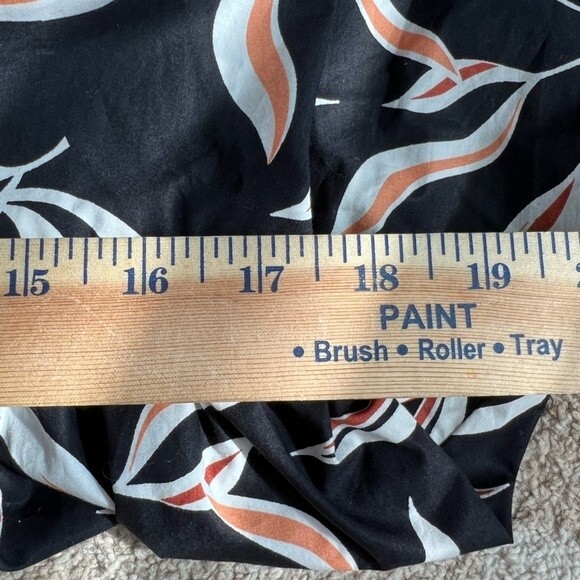 15 16 17 18 19
PAINT
• Brush • Roller • Tray